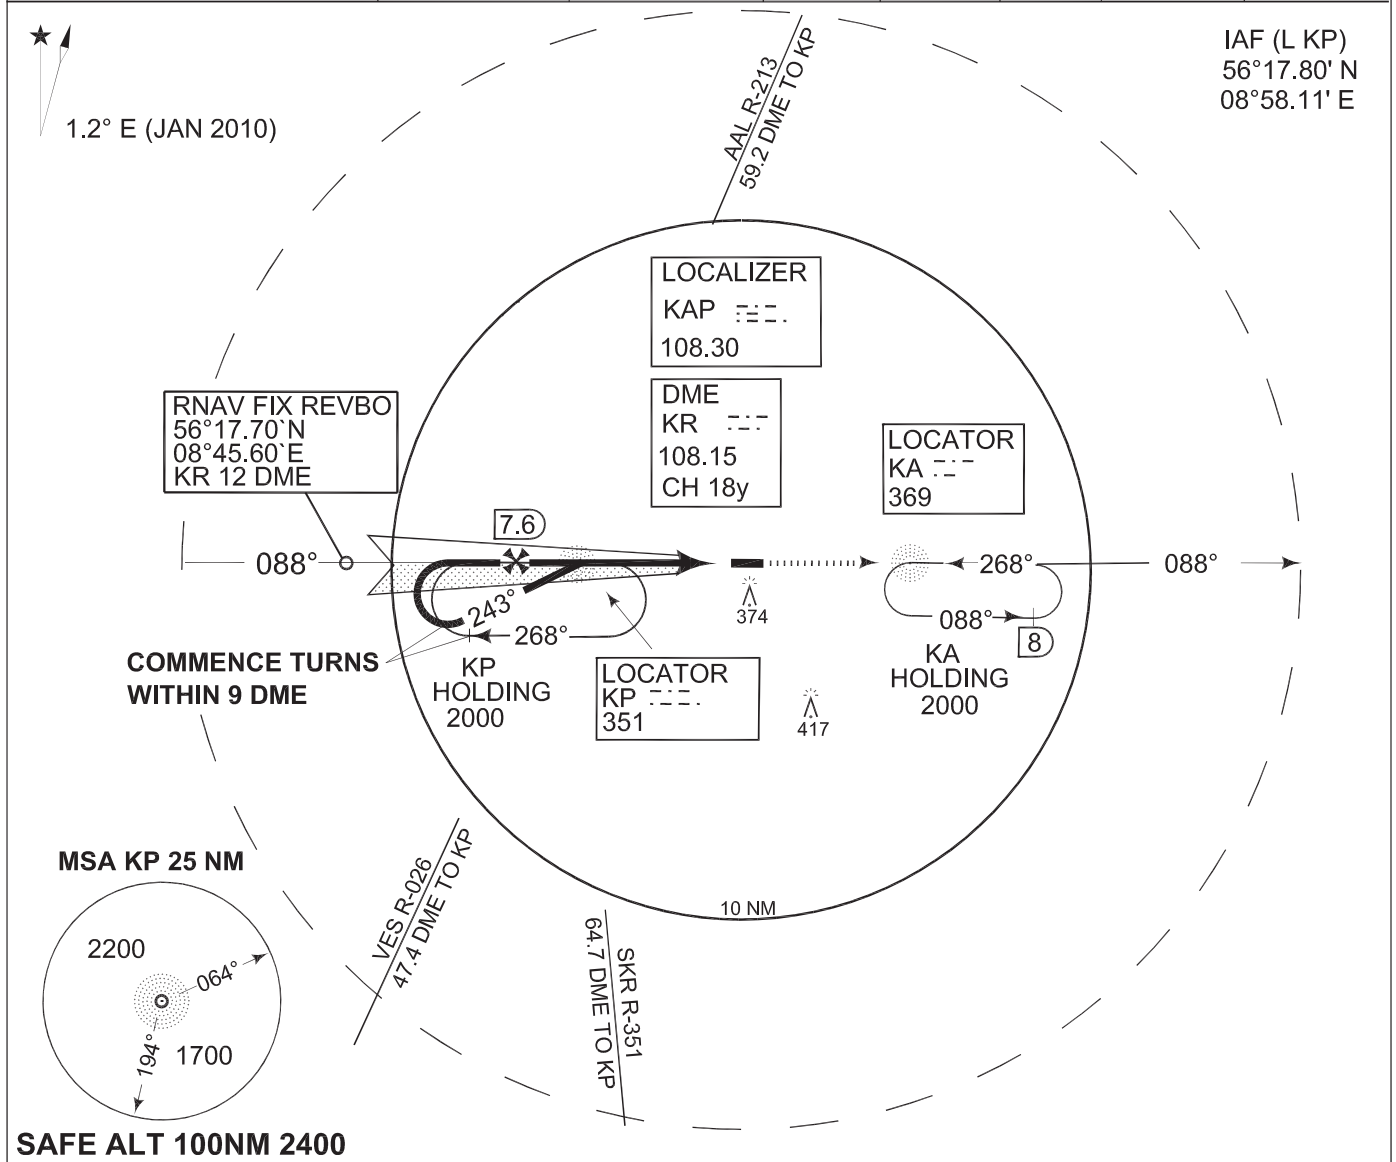 IAF (L KP)
56°17.80' N
08°58.11' E
1.2° E (JAN 2010)
AAL R-213
59.2 DME TO KP
LOCALIZER
KAP
108.30
DME
KR
108.15
CH 18y
RNAV FIX REVBO
56°17.70`N
08°45.60`E
KR 12 DME
LOCATOR
KA
369
7.6
088°
268°
088°
243°
268°
374
088°
8
COMMENCE TURNS
WITHIN 9 DME
KP
HOLDING
2000
LOCATOR
KP
351
417
KA
HOLDING
2000
VES R-026
47.4 DME TO KP
10 NM
SKR R-351
64.7 DME TO KP
MSA KP 25 NM
2200
064°
194°
1700
SAFE ALT 100NM 2400